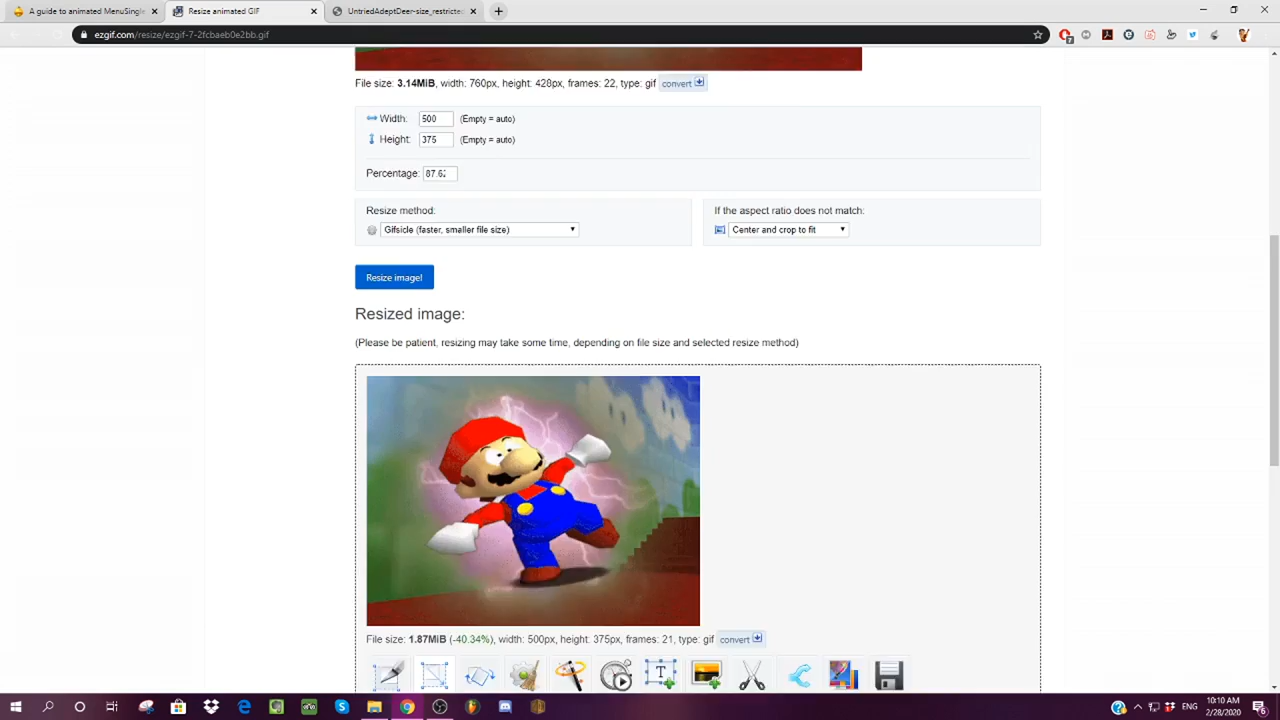 A guide to animated MenuSingle
Resize animated GIF
UntriedAdeptDeer-size_restricted
ezgif.com/resize/ezgif-7-2fcbaeb0e2bb.gif
File size: 3.14MiB, width: 760px, height: 428px, frames: 22, type: gif convert
Width: 500 (Empty = auto)
Height: 375 (Empty = auto)
Percentage: 87.62
Resize method: If the aspect ratio does not match:
Gifsicle (faster, smaller file size) Center and crop to fit
Resize image!
Resized image:
(Please be patient, resizing may take some time, depending on file size and selected resize method)
File size: 1.87MiB (-40.34%), width: 500px, height: 375px, frames: 21, type: gif convert
T
10:10 AM
ENG
2/28/2020